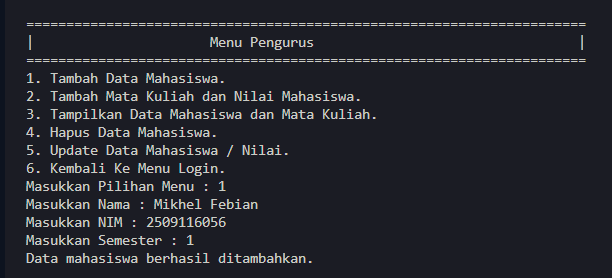 ======================================================================
|                      Menu Pengurus                                 |
======================================================================
1. Tambah Data Mahasiswa.
2. Tambah Mata Kuliah dan Nilai Mahasiswa.
3. Tampilkan Data Mahasiswa dan Mata Kuliah.
4. Hapus Data Mahasiswa.
5. Update Data Mahasiswa / Nilai.
6. Kembali Ke Menu Login.
Masukkan Pilihan Menu : 1
Masukkan Nama : Mikhel Febian
Masukkan NIM : 2509116056
Masukkan Semester : 1
Data mahasiswa berhasil ditambahkan.